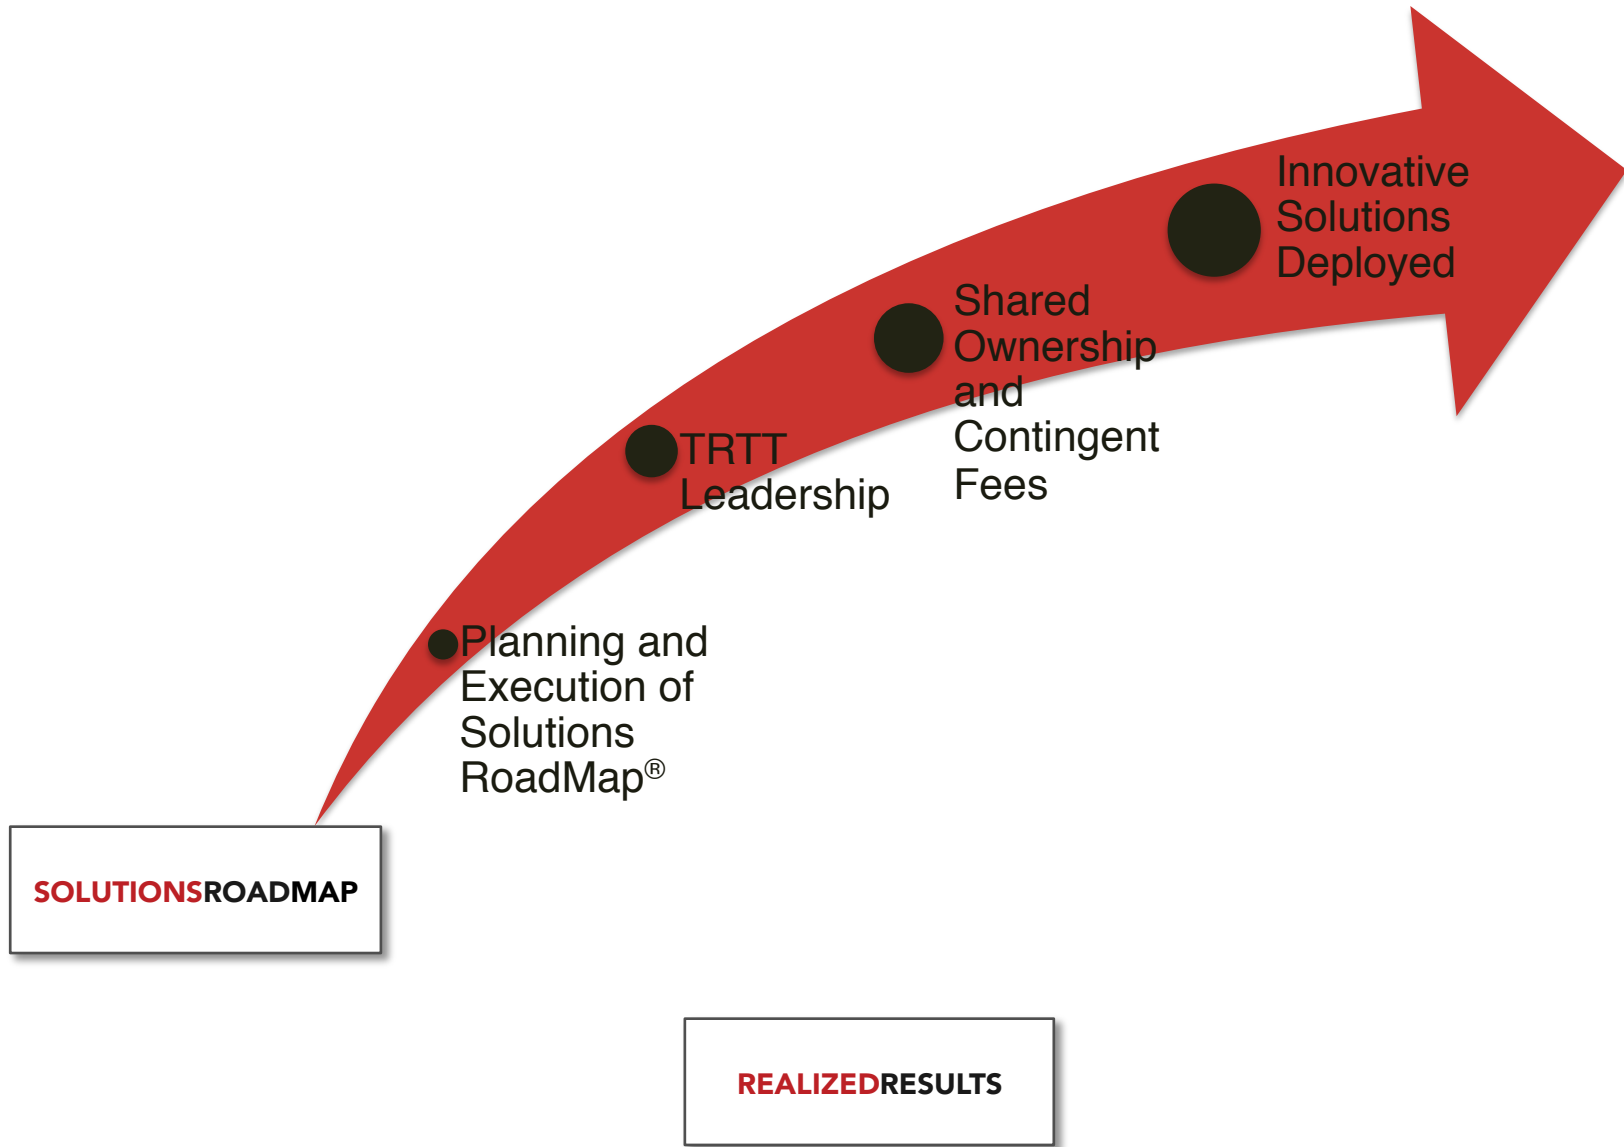 Innovative
Solutions
Deployed
Shared
Ownership
and
Contingent
Fees
TRTT
Leadership
Planning and
Execution of
Solutions
RoadMap®
SOLUTIONSROADMAP
REALIZEDRESULTS